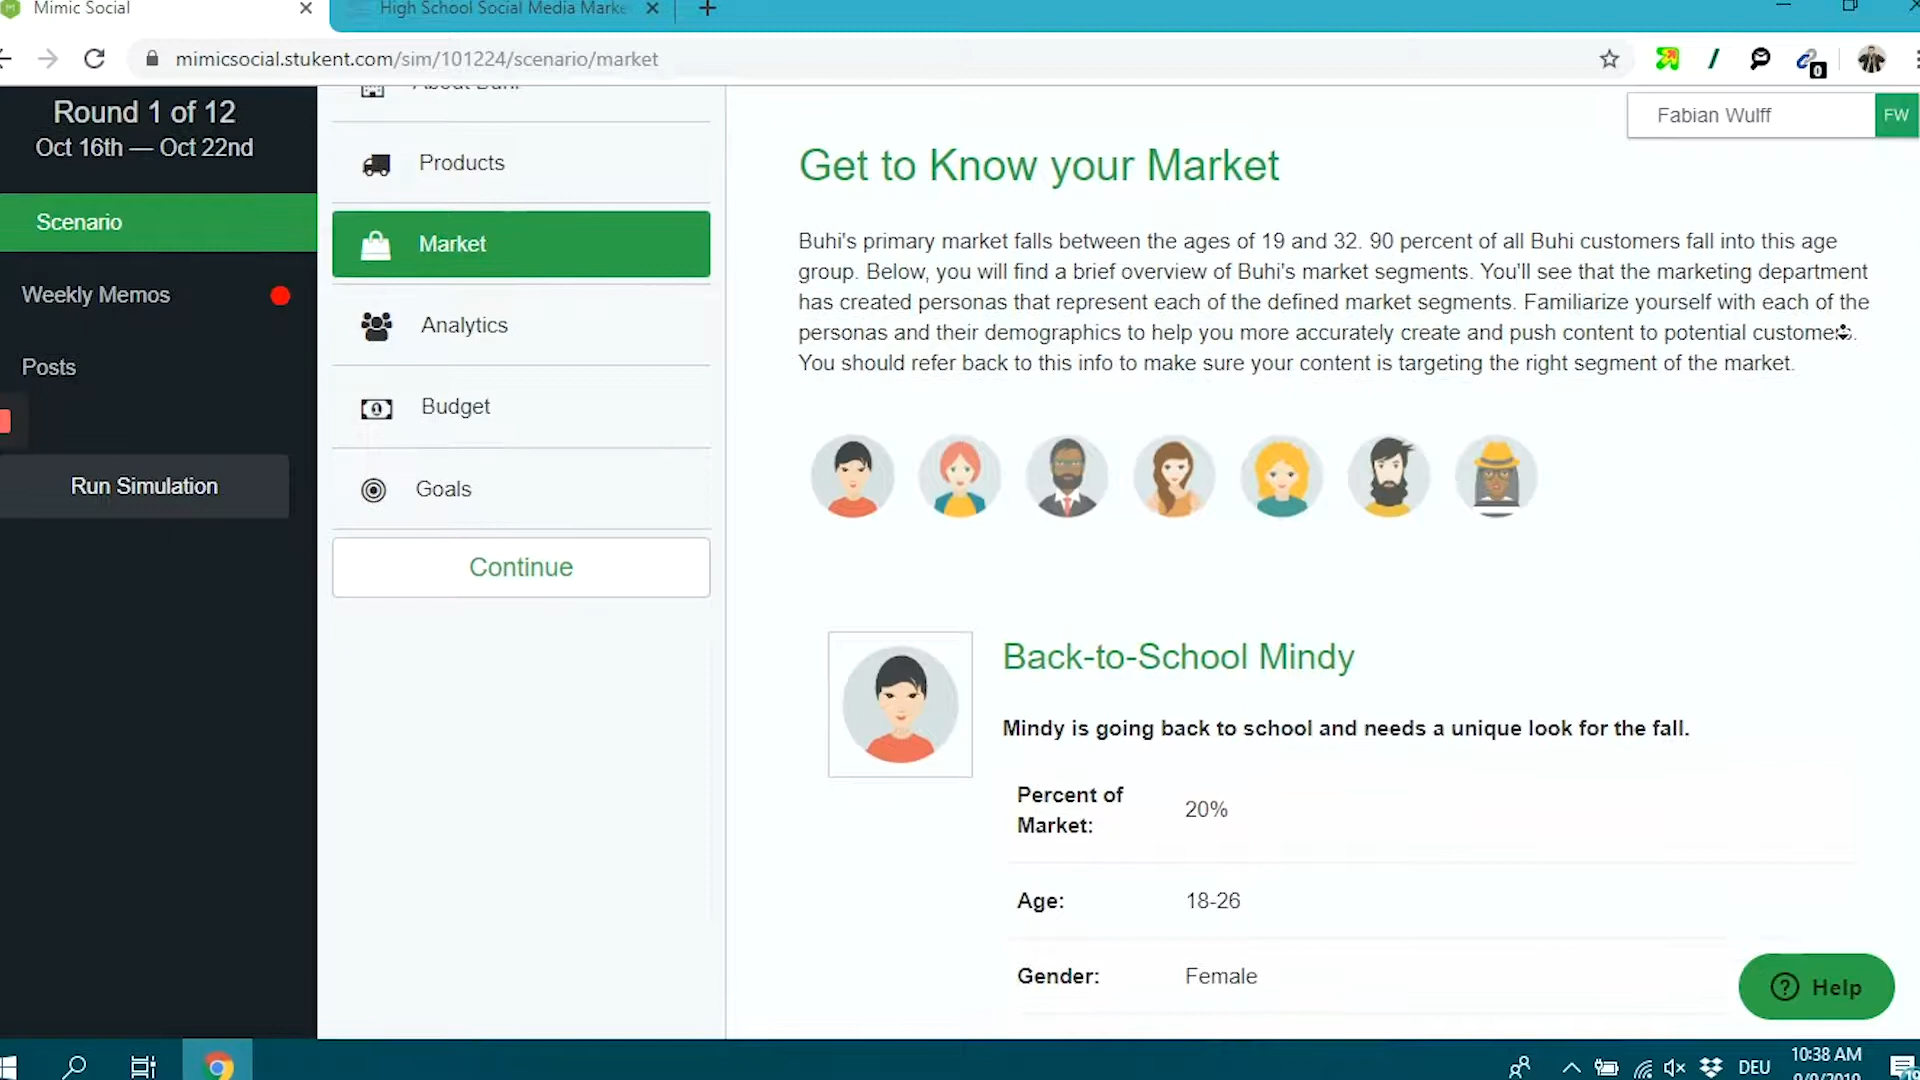 Mimic Social
High School Social Media Marke
mimicsocial.stukent.com/sim/101224/scenario/market
0
Round 1 of 12
Oct 16th — Oct 22nd
Scenario
Weekly Memos
Posts
Run Simulation
About Buhi
Products
Market
Analytics
Budget
Goals
Continue
Fabian Wulff
FW
Get to Know your Market
Buhi's primary market falls between the ages of 19 and 32. 90 percent of all Buhi customers fall into this age
group. Below, you will find a brief overview of Buhi's market segments. You'll see that the marketing department
has created personas that represent each of the defined market segments. Familiarize yourself with each of the
personas and their demographics to help you more accurately create and push content to potential customers.
You should refer back to this info to make sure your content is targeting the right segment of the market.
Back-to-School Mindy
Mindy is going back to school and needs a unique look for the fall.
Percent of
Market:
20%
Age:
18-26
Gender:
Female
Help
DEU
10:38 AM